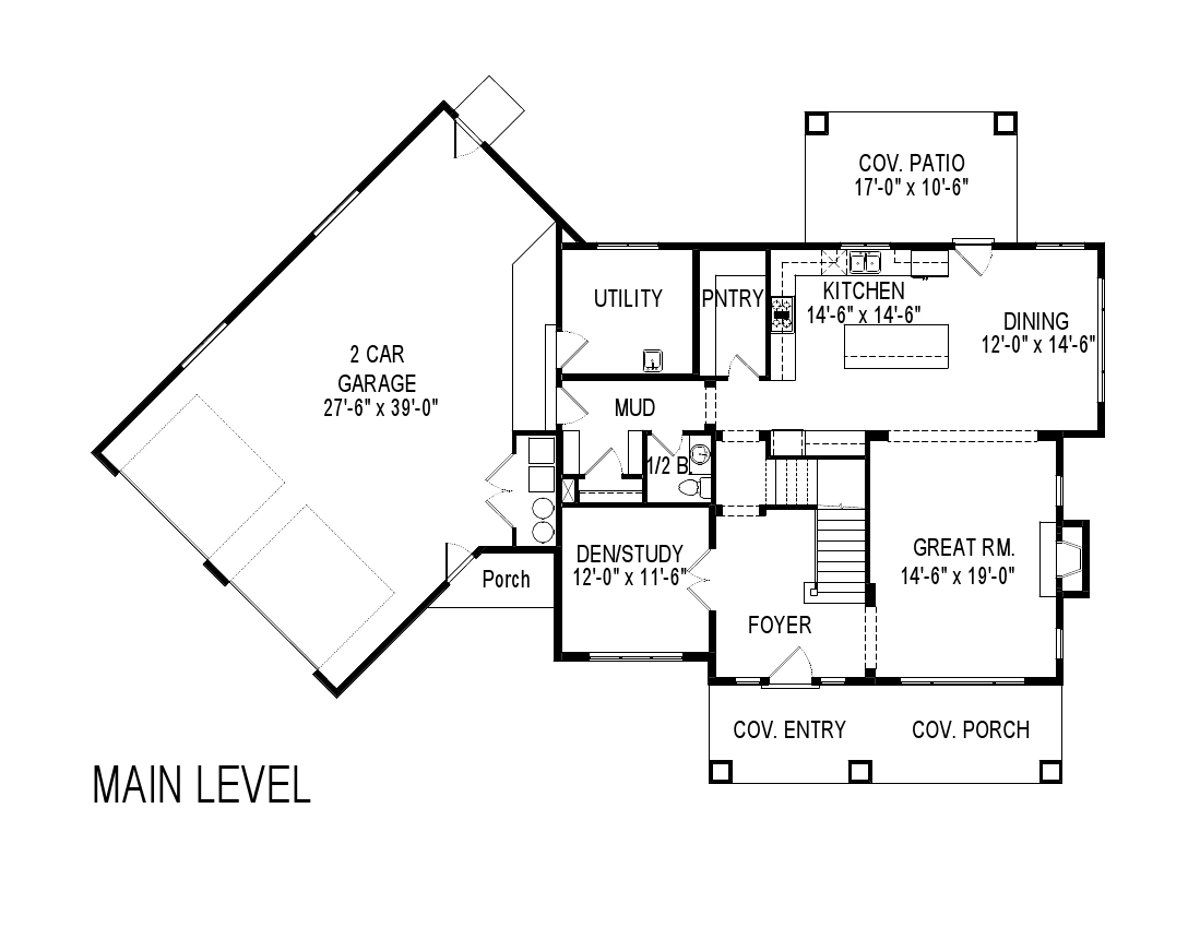 COV. PATIO
17'-0" x 10'-6"
UTILITY
PNTRY
KITCHEN
14'-6" x 14'-6"
DINING
12'-0" x 14'-6"
2 CAR
GARAGE
27'-6" x 39'-0"
MUD
1/2 B.
DEN/STUDY
12'-0" x 11'-6"
GREAT RM.
14'-6" x 19'-0"
Porch
FOYER
COV. ENTRY
COV. PORCH
MAIN LEVEL